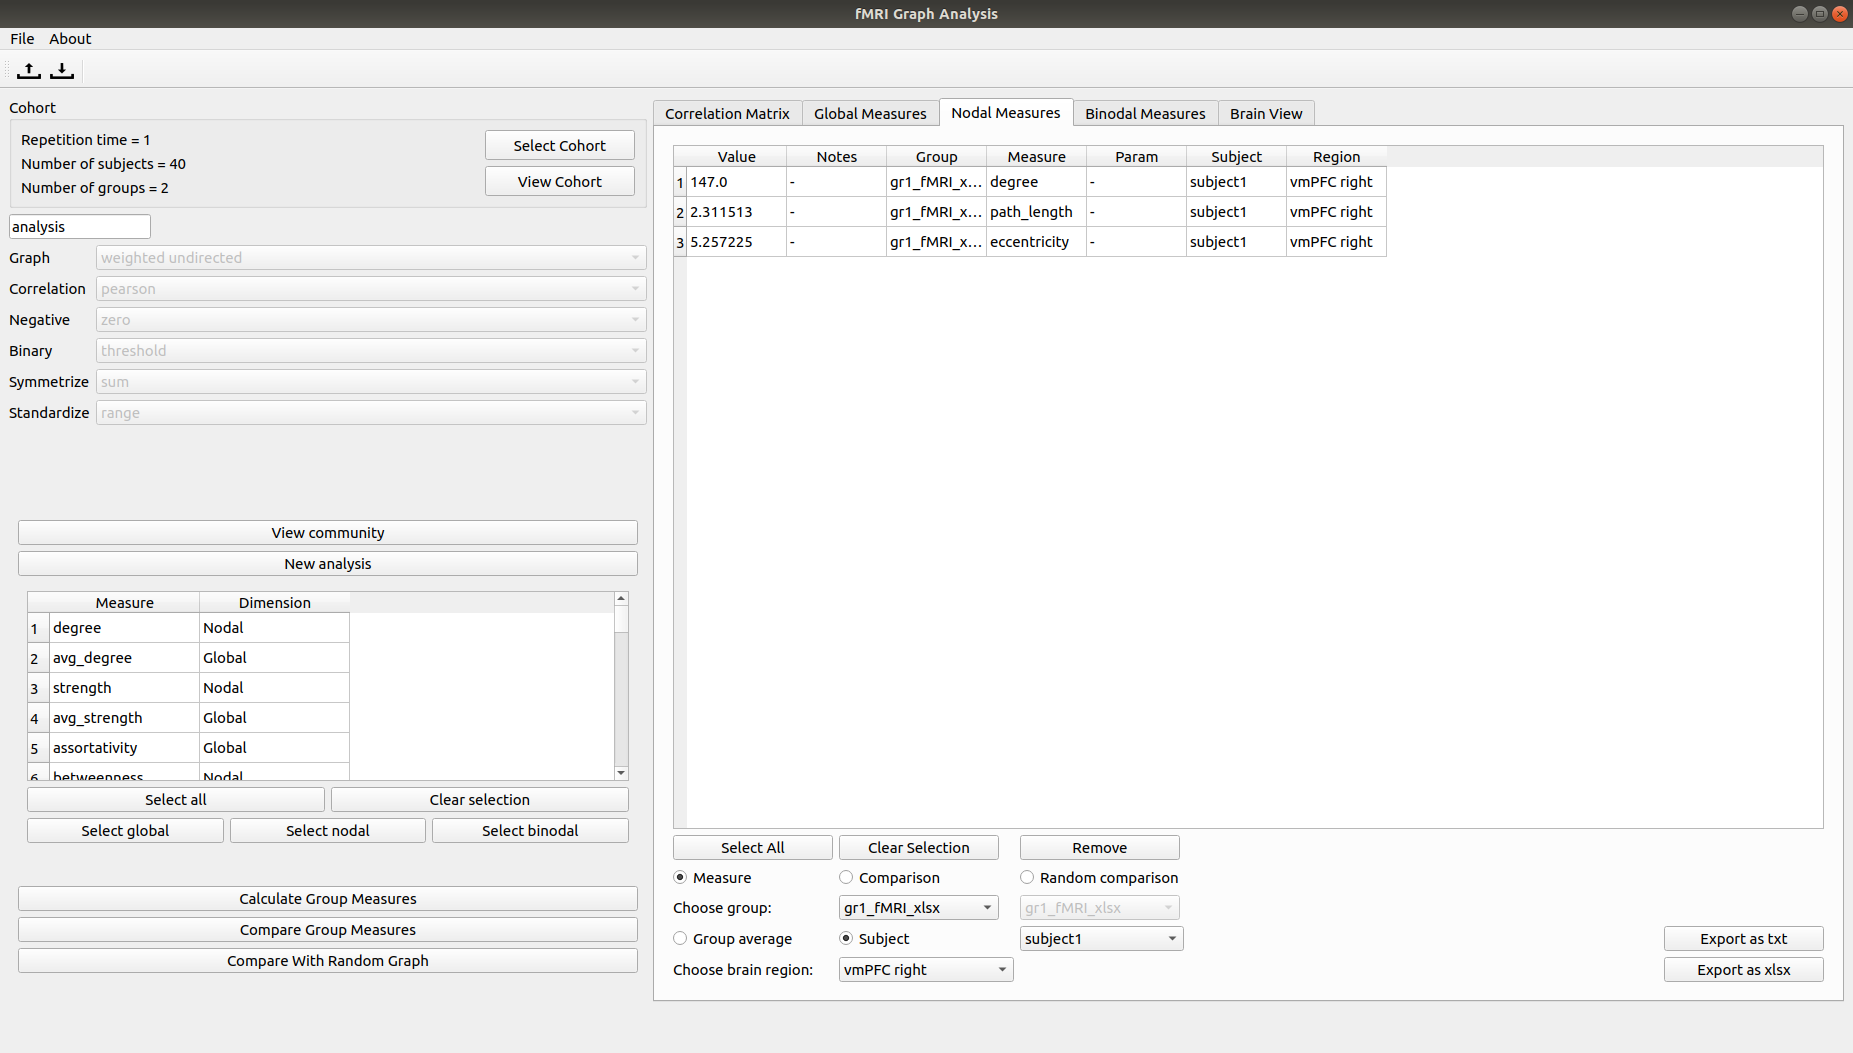 fMRI Graph Analysis
File About
Cohort
Repetition time = 1
Number of subjects = 40
Number of groups = 2
Select Cohort
View Cohort
analysis
Graph weighted undirected
Correlation pearson
Negative zero
Binary threshold
Symmetrize sum
Standardize range
View community
New analysis
Measure Dimension
1 degree Nodal
2 avg_degree Global
3 strength Nodal
4 avg_strength Global
5 assortativity Global
6 betweenness Nodal
Select all Clear selection
Select global Select nodal Select binodal
Calculate Group Measures
Compare Group Measures
Compare With Random Graph
Correlation Matrix Global Measures Nodal Measures Binodal Measures Brain View
Value Notes Group Measure Param Subject Region
1 147.0 - gr1_fMRI_x... degree - subject1 vmPFC right
2 2.311513 - gr1_fMRI_x... path_length - subject1 vmPFC right
3 5.257225 - gr1_fMRI_x... eccentricity - subject1 vmPFC right
Select All Clear Selection Remove
Measure Comparison Random comparison
Choose group: gr1_fMRI_xlsx gr1_fMRI_xlsx
Group average Subject subject1 Export as txt
Choose brain region: vmPFC right Export as xlsx